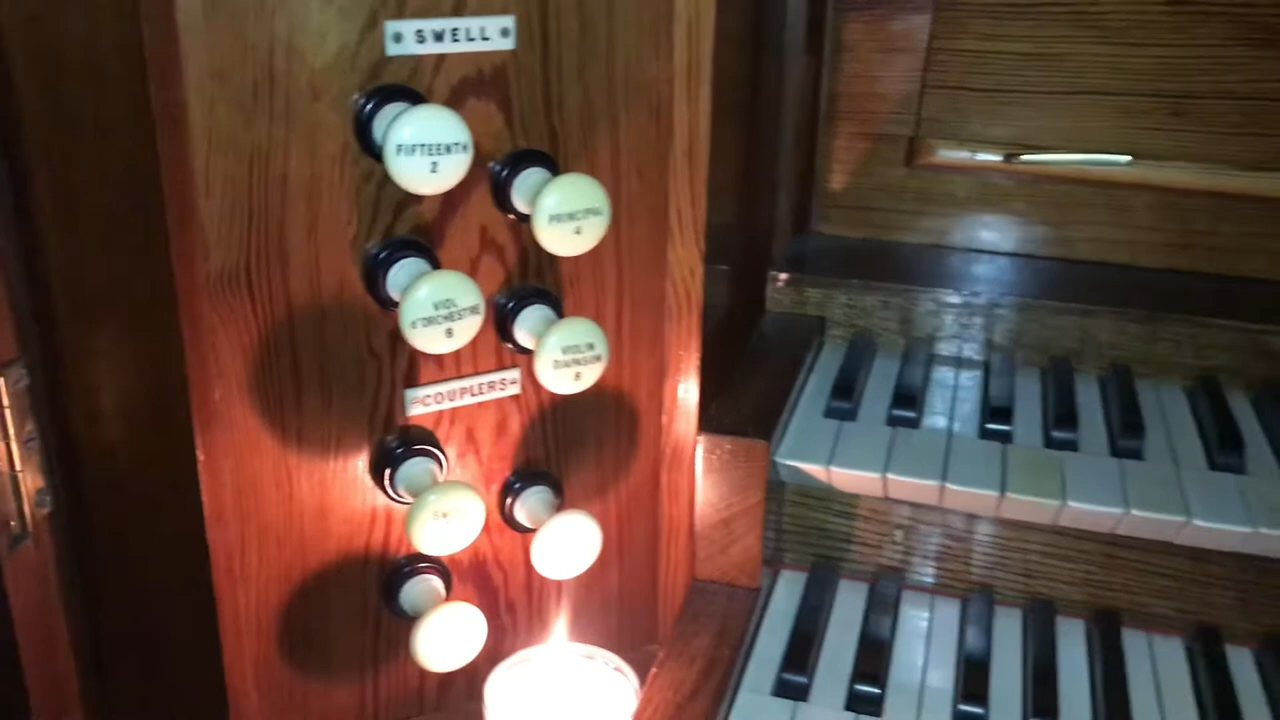 SWELL
FIFTEENTH
2
PRINCIPAL
4
VIOL
d'ORCHESTRE
8
VIOLIN
DIAPASON
8
COUPLERS